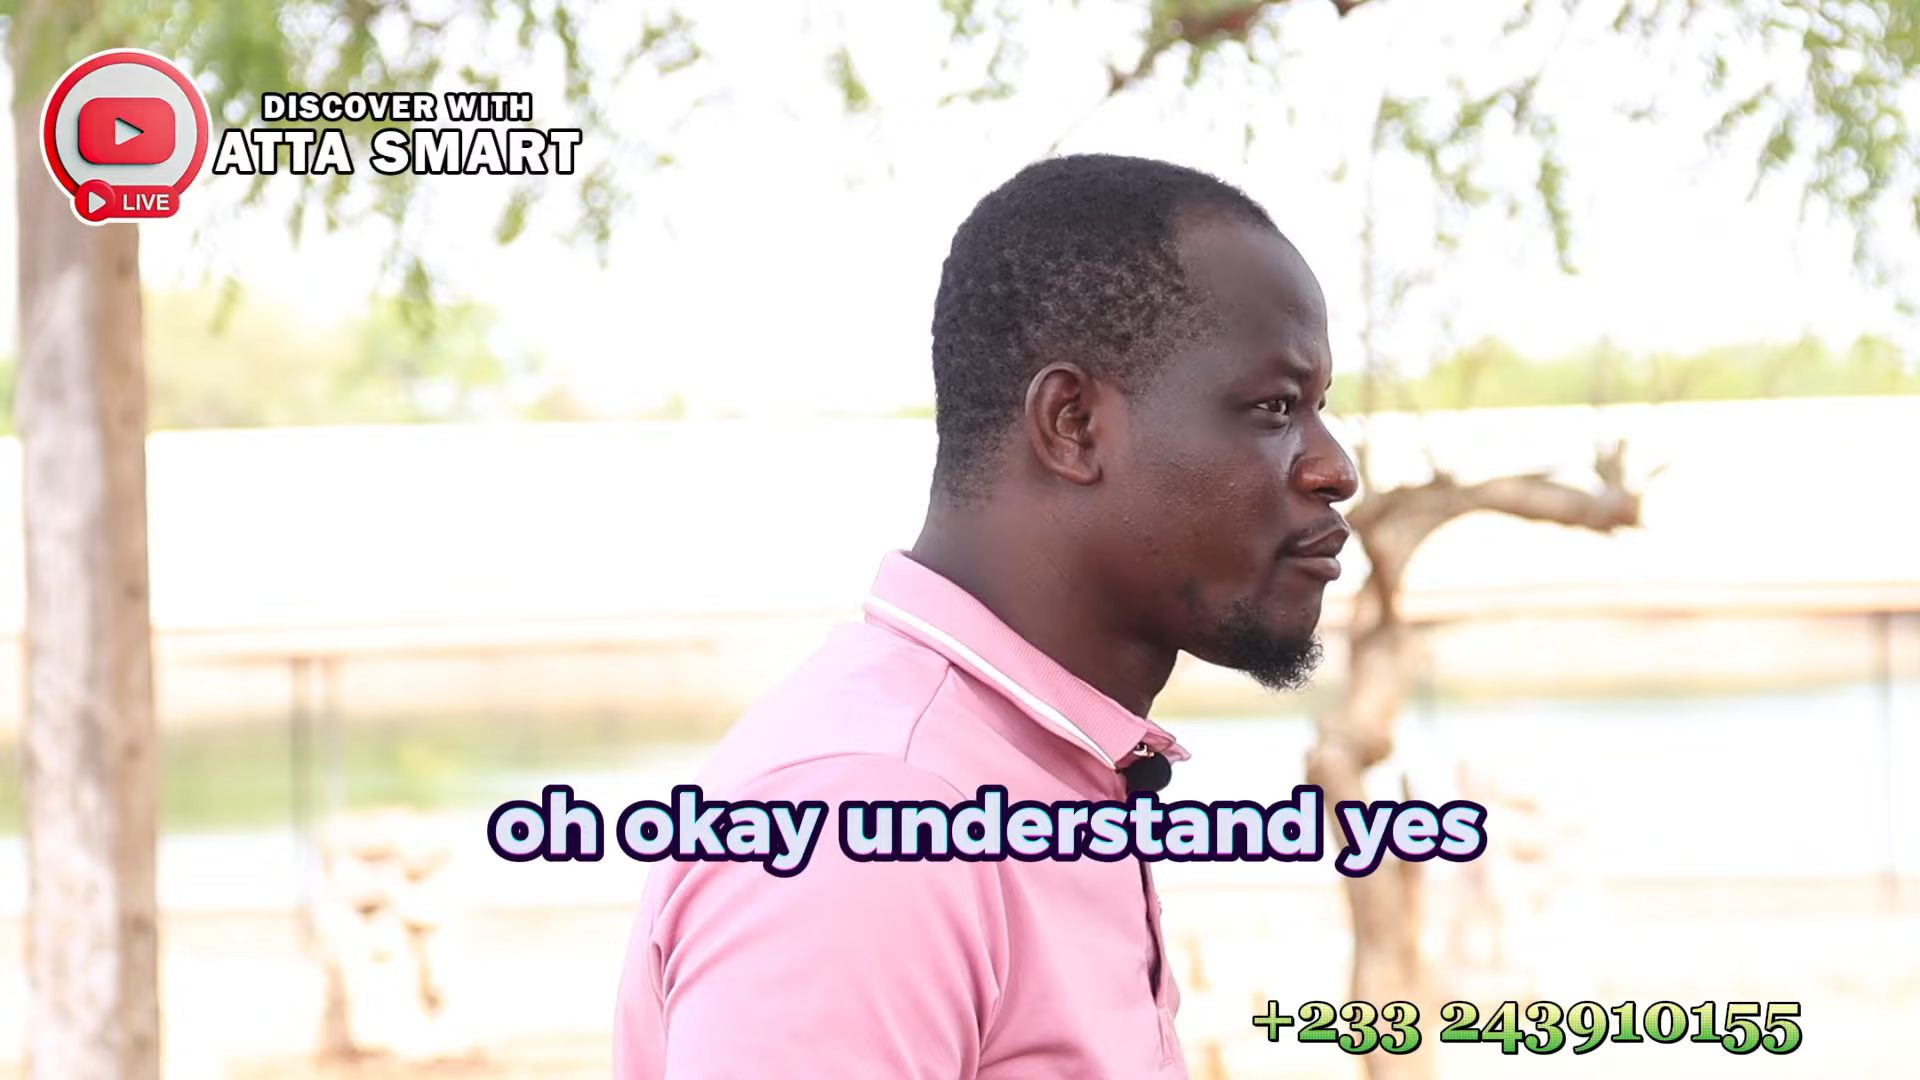 DISCOVER WITH
ATTA SMART
LIVE
oh okay understand yes
+233 243910155